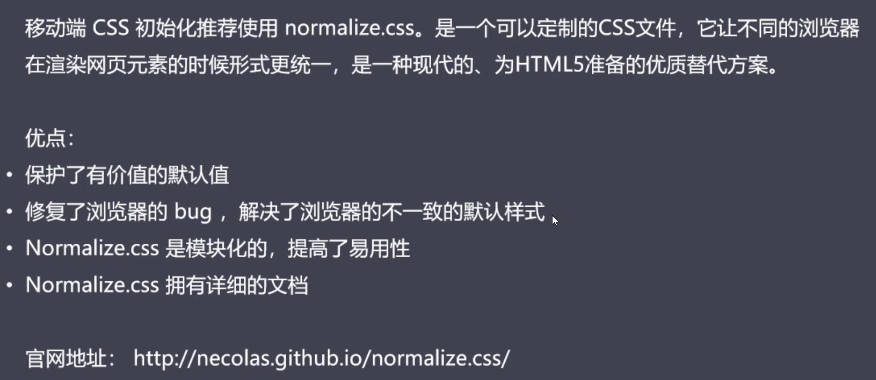 移动端 CSS 初始化推荐使用 normalize.css。是一个可以定制的CSS文件，它让不同的浏览器
在渲染网页元素的时候形式更统一，是一种现代的、为HTML5准备的优质替代方案。
优点：
• 保护了有价值的默认值
• 修复了浏览器的 bug ，解决了浏览器的不一致的默认样式
• Normalize.css 是模块化的，提高了易用性
• Normalize.css 拥有详细的文档
官网地址： http://necolas.github.io/normalize.css/